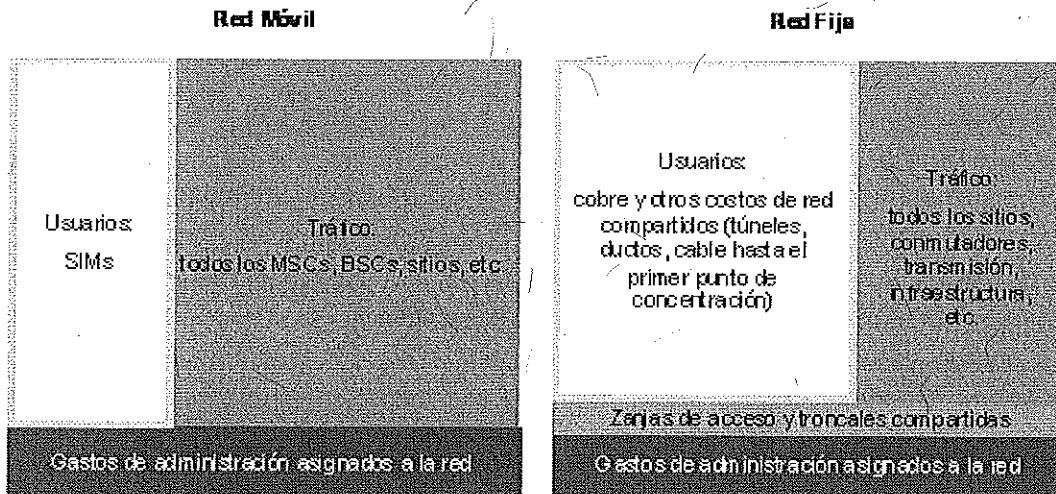 Red Móvil
Usuarios:
SIMs
Tráfico:
todos los MSCs, BSCs, sitios, etc.
Gastos de administración asignados a la red
Red Fija
Usuarios:
cobre y otros costos de red
compartidos (túneles,
ductos, cable hasta el
primer punto de
concentración)
Tráfico:
todos los sitios,
conmutadores,
transmisión,
infraestructura,
etc.
Zanjas de acceso y troncales compartidas
Gastos de administración asignados a la red